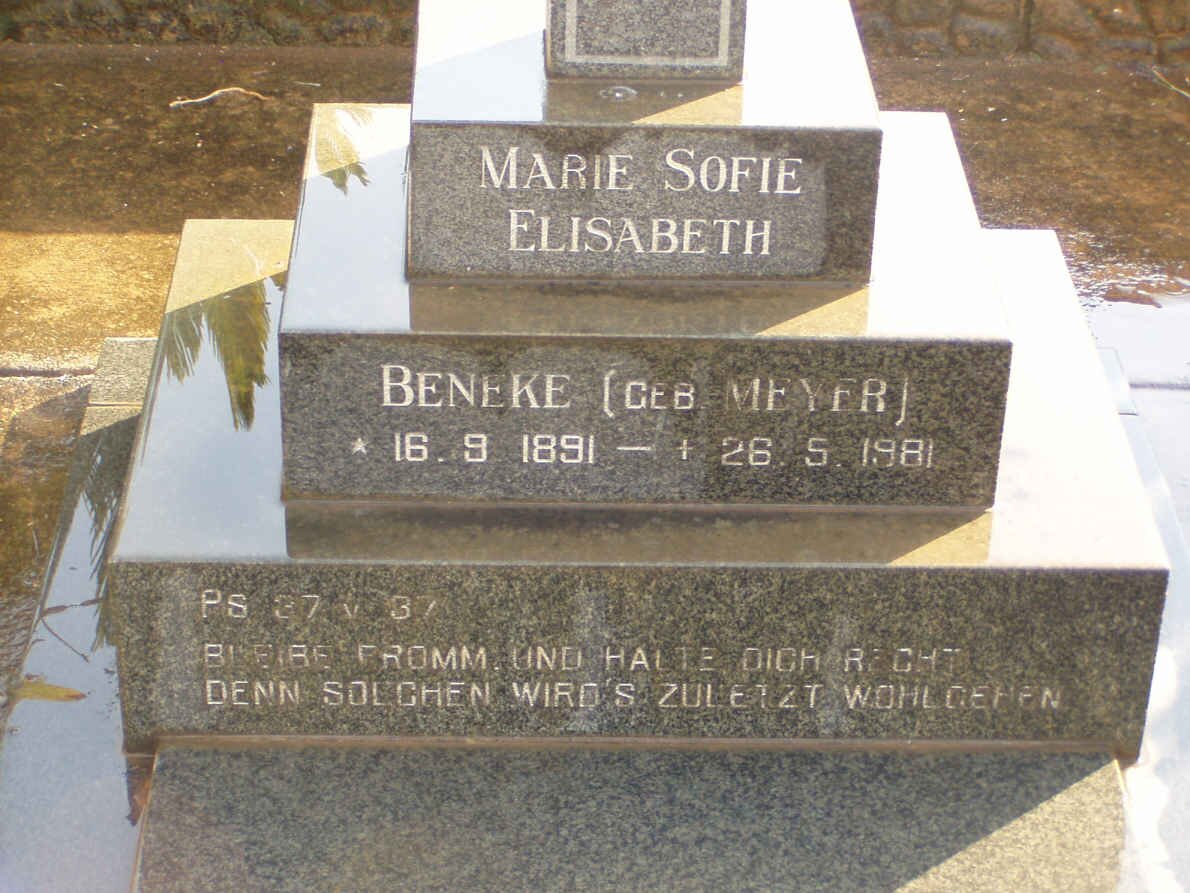 MARIE SOFIE
ELISABETH
BENEKE (GEB. MEYER)
* 16. 9 1891 — + 26. 5. 1981
PS 37 V 37
BLEIBE FROMM, UND HALTE DICH RECHT
DENN SOLCHEN WIRD'S ZULETZT WOHLGEHEN